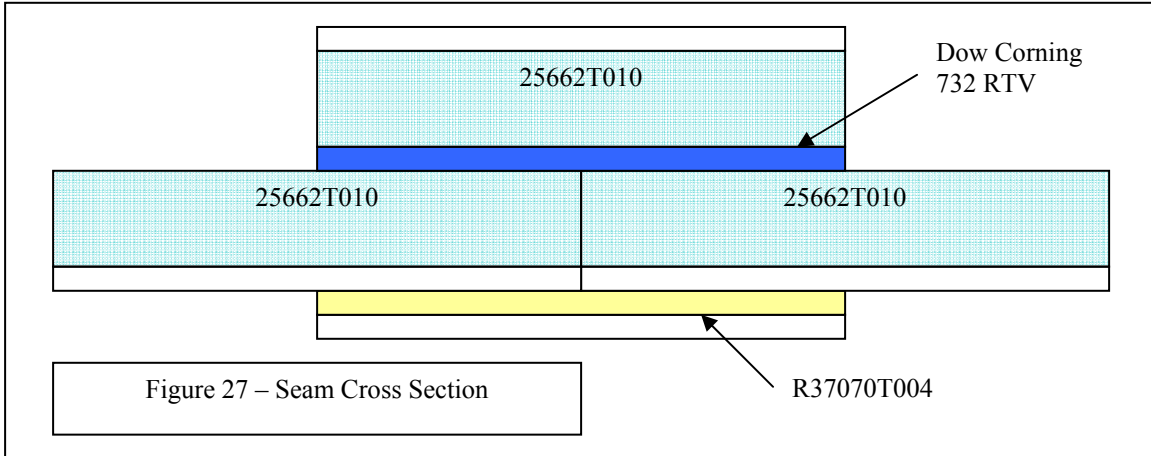 25662T010
Dow Corning
732 RTV
25662T010
25662T010
Figure 27 – Seam Cross Section
R37070T004